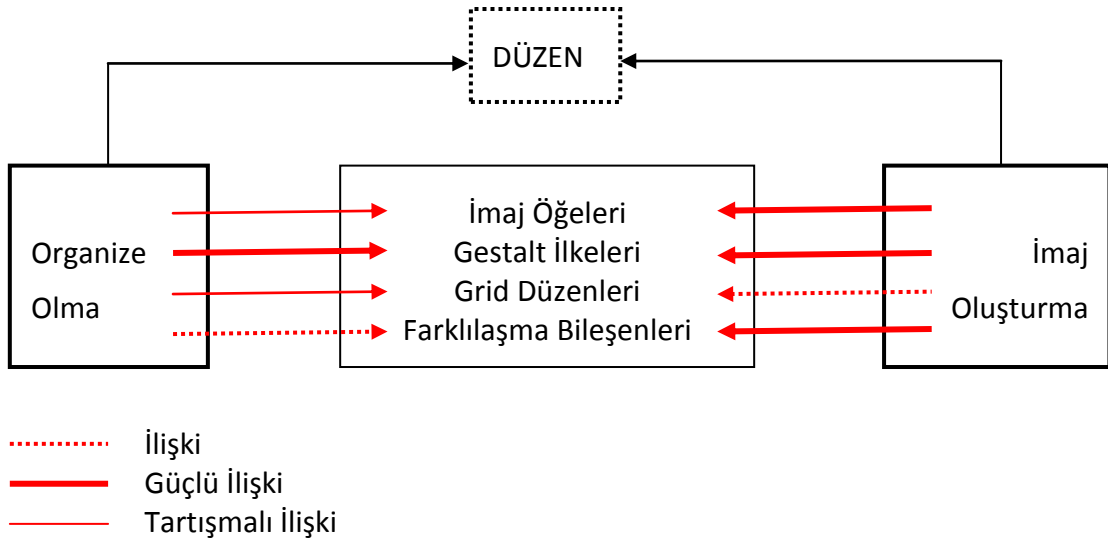 DÜZEN
Organize
Olma
İmaj Öğeleri
Gestalt İlkeleri
Grid Düzenleri
Farklılaşma Bileşenleri
İmaj
Oluşturma
İlişki
Güçlü İlişki
Tartışmalı İlişki